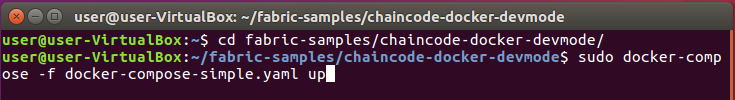 user@user-VirtualBox: ~/fabric-samples/chaincode-docker-devmode
user@user-VirtualBox:~$ cd fabric-samples/chaincode-docker-devmode/
user@user-VirtualBox:~/fabric-samples/chaincode-docker-devmode$ sudo docker-comp
ose -f docker-compose-simple.yaml up